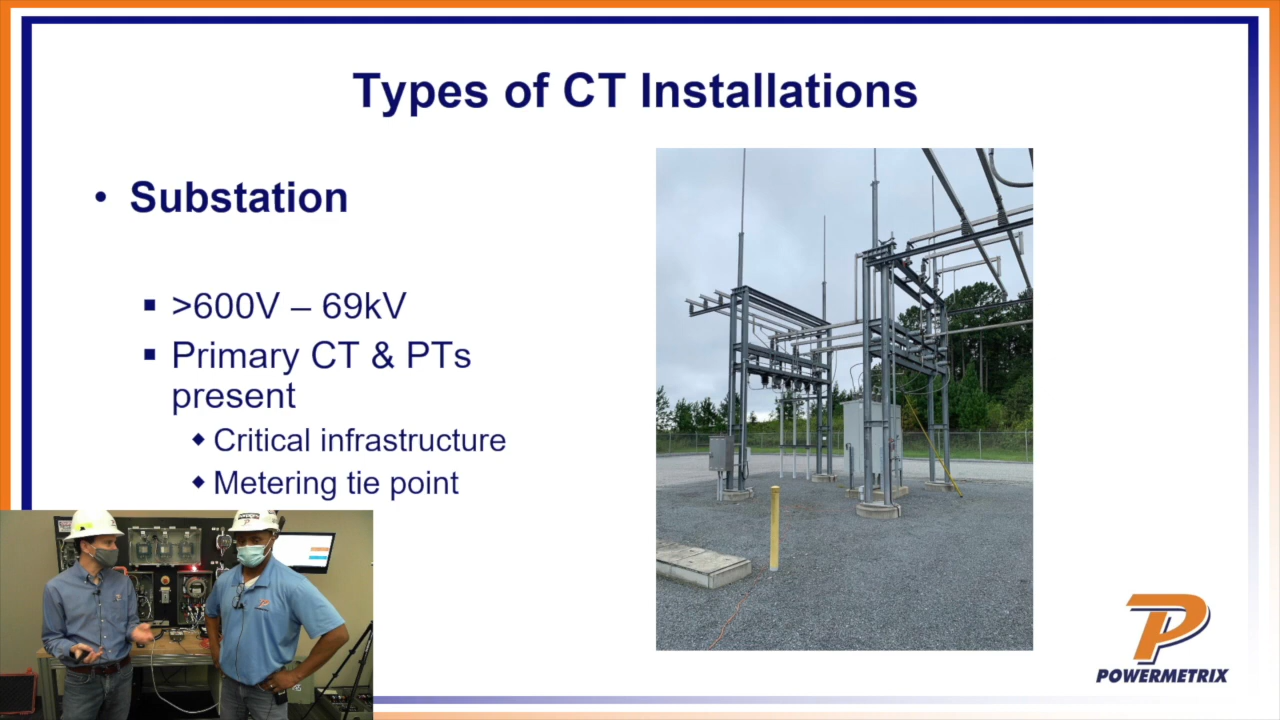 Types of CT Installations
• Substation
▪ >600V – 69kV
▪ Primary CT & PTs
present
◆ Critical infrastructure
◆ Metering tie point
P
POWERMETRIX